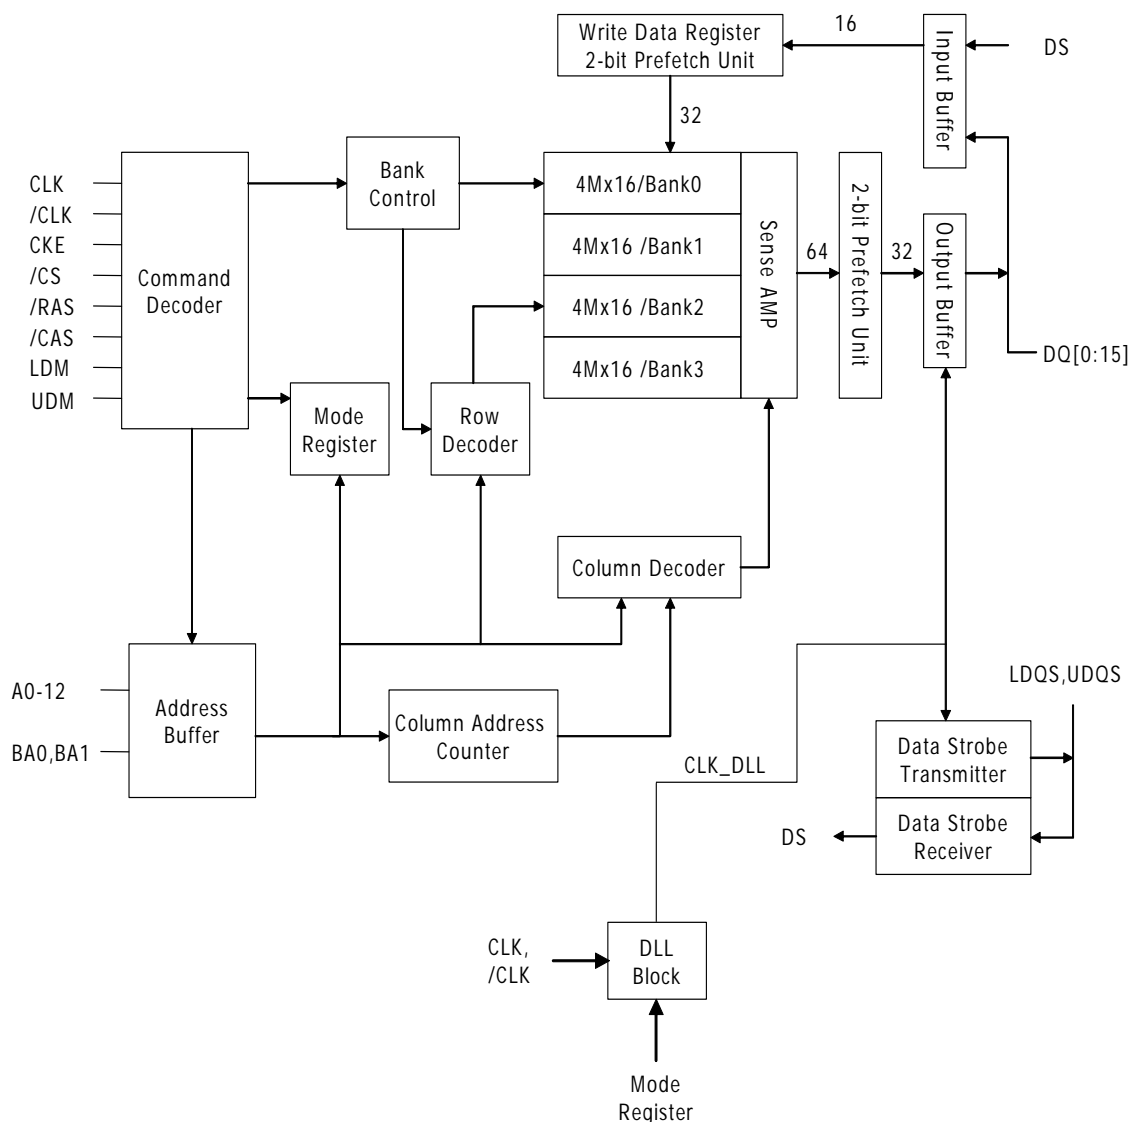 Write Data Register
2-bit Prefetch Unit
16
Input Buffer
DS
32
CLK
/CLK
CKE
/CS
/RAS
/CAS
LDM
UDM
Command
Decoder
Bank
Control
4Mx16/Bank0
4Mx16 /Bank1
4Mx16 /Bank2
4Mx16 /Bank3
Sense AMP
64
2-bit Prefetch Unit
32
Output Buffer
DQ[0:15]
Mode
Register
Row
Decoder
Column Decoder
A0-12
BA0,BA1
Address
Buffer
Column Address
Counter
CLK_DLL
LDQS,UDQS
Data Strobe
Transmitter
Data Strobe
Receiver
DS
CLK,
/CLK
DLL
Block
Mode
Register